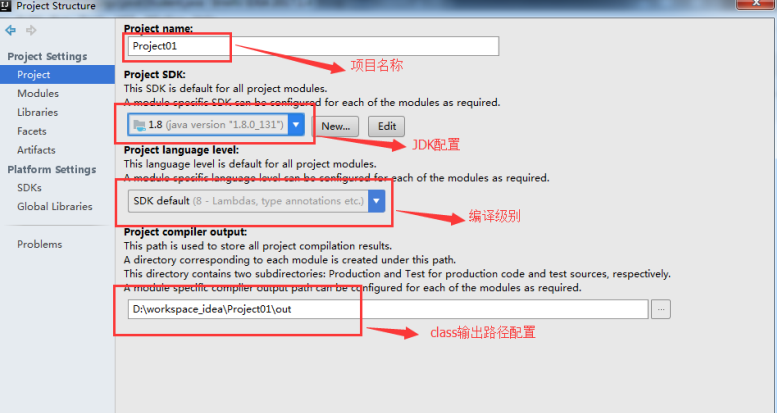 Project Structure
Project Settings
Project
Modules
Libraries
Facets
Artifacts
Platform Settings
SDKs
Global Libraries
Problems
Project name:
Project01
项目名称
Project SDK:
This SDK is default for all project modules.
A module specific SDK can be configured for each of the modules as required.
1.8 (java version "1.8.0_131")
New...
Edit
JDK配置
Project language level:
This language level is default for all project modules.
A module specific language level can be configured for each of the modules as required.
SDK default (8 - Lambdas, type annotations etc.)
编译级别
Project compiler output:
This path is used to store all project compilation results.
A directory corresponding to each module is created under this path.
This directory contains two subdirectories: Production and Test for production code and test sources, respectively.
A module specific compiler output path can be configured for each of the modules as required.
D:\workspace_idea\Project01\out
...
class输出路径配置